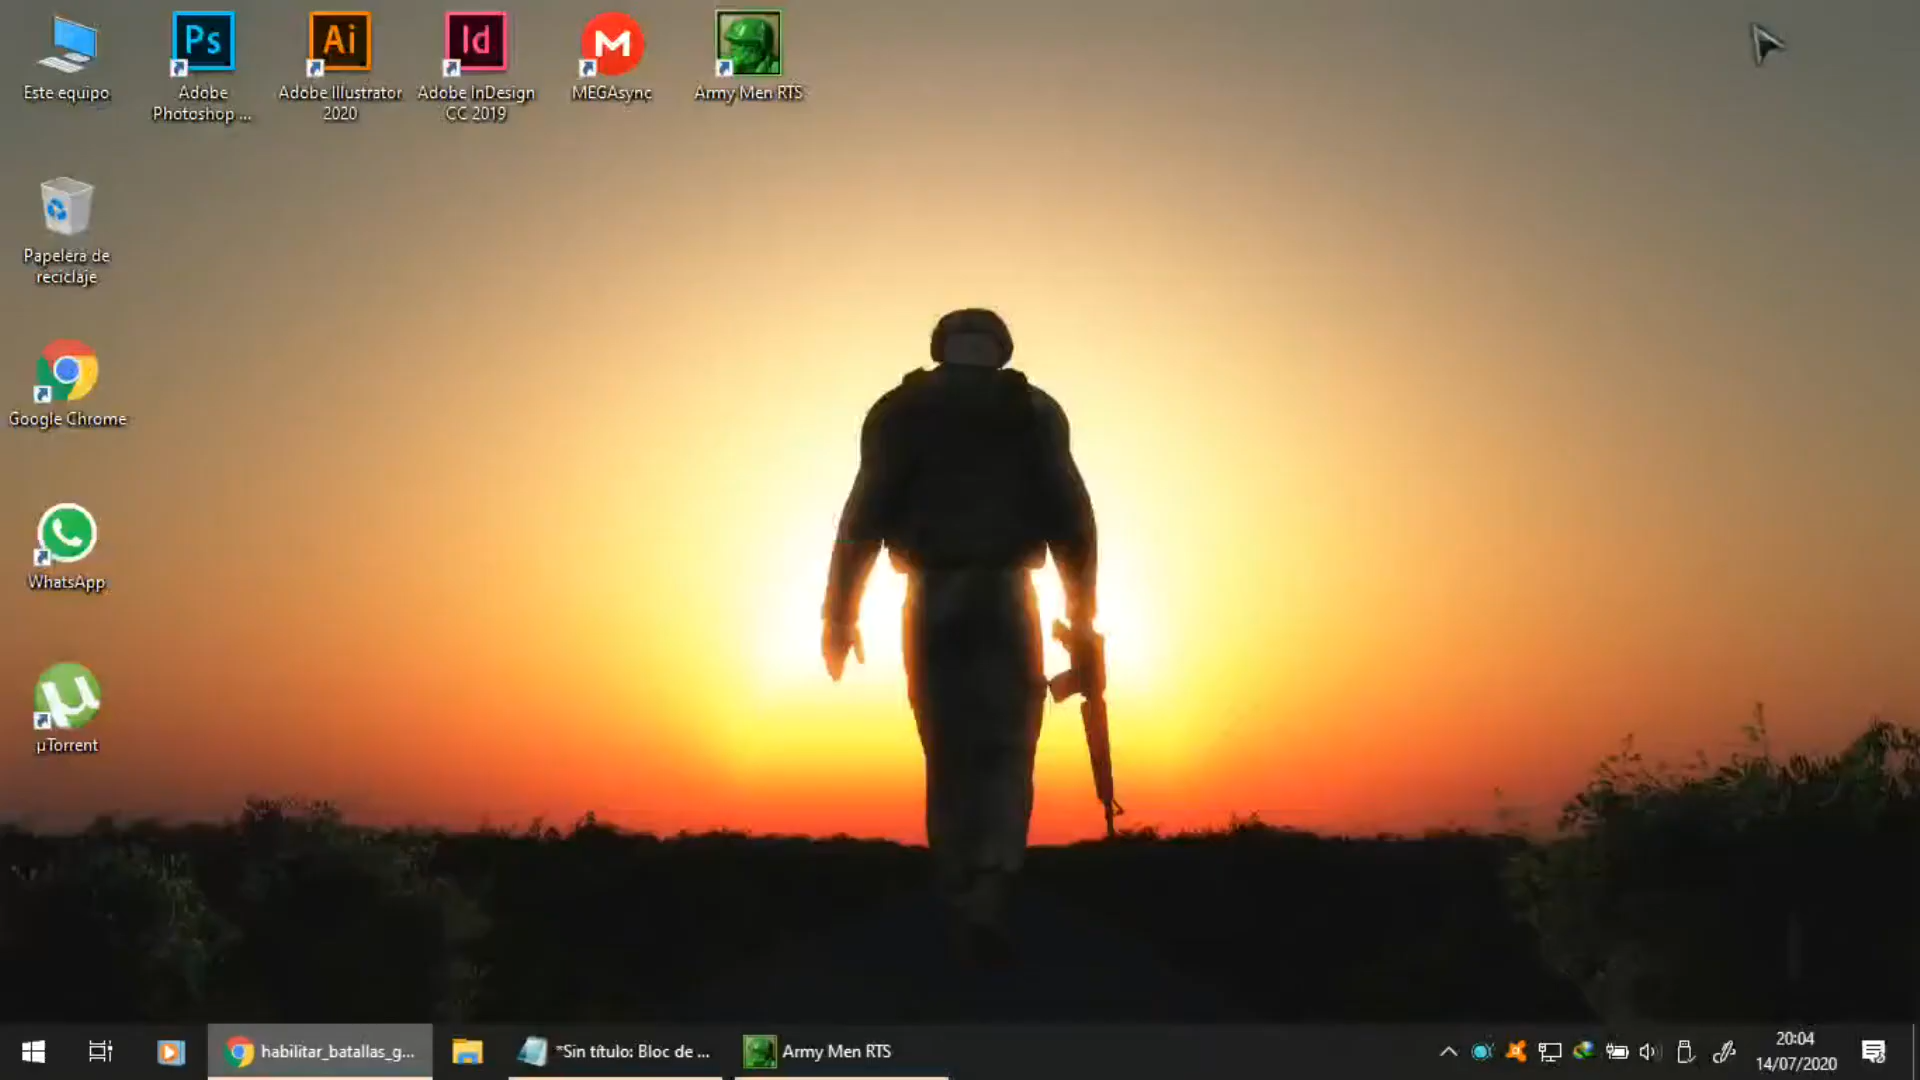 Ps
Ai
Id
M
Este equipo
Adobe
Photoshop ...
Adobe Illustrator
2020
Adobe InDesign
CC 2019
MEGAsync
Army Men RTS
Papelera de
reciclaje
Google Chrome
WhatsApp
µ
µTorrent
habilitar_batallas_g...
*Sin título: Bloc de ...
Army Men RTS
20:04
14/07/2020